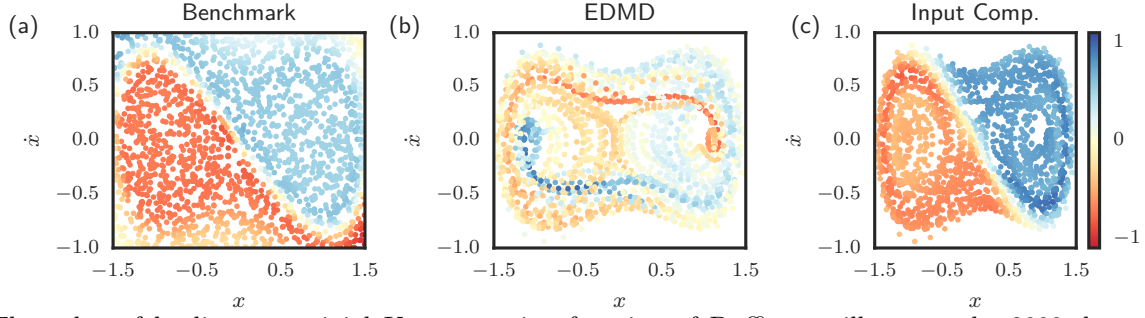 (a) Benchmark (b) EDMD (c) Input Comp.
1.0 1.0 1.0 1
0.5 0.5 0.5
ẋ 0.0 ẋ 0.0 ẋ 0.0 0
−0.5 −0.5 −0.5
−1.0 −1.0 −1.0 −1
−1.5 −0.5 0.5 1.5 −1.5 −0.5 0.5 1.5 −1.5 −0.5 0.5 1.5
x x x